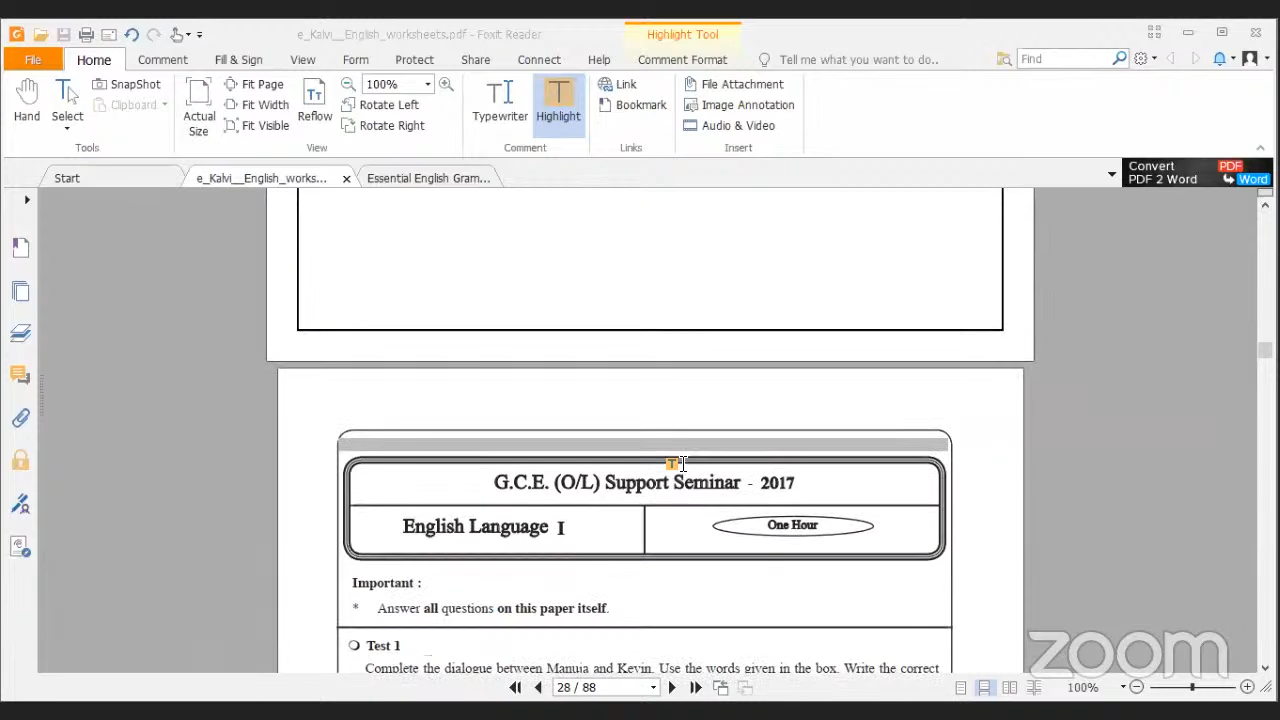 e_Kalvi__English_worksheets.pdf - Foxit Reader
Highlight Tool
File Home Comment Fill & Sign View Form Protect Share Connect Help Comment Format Tell me what you want to do.. Find
Hand
Select
SnapShot
Clipboard
Tools
Actual Size
Fit Page
Fit Width
Fit Visible
Reflow
100%
Rotate Left
Rotate Right
View
Typewriter
Highlight
Comment
Link
Bookmark
Links
File Attachment
Image Annotation
Audio & Video
Insert
Start e_Kalvi__English_works... Essential English Gram...
Convert PDF
PDF 2 Word Word
G.C.E. (O/L) Support Seminar - 2017
English Language I
One Hour
Important :
* Answer all questions on this paper itself.
Test 1
Complete the dialogue between Manuja and Kevin. Use the words given in the box. Write the correct
zoom
28 / 88
100%